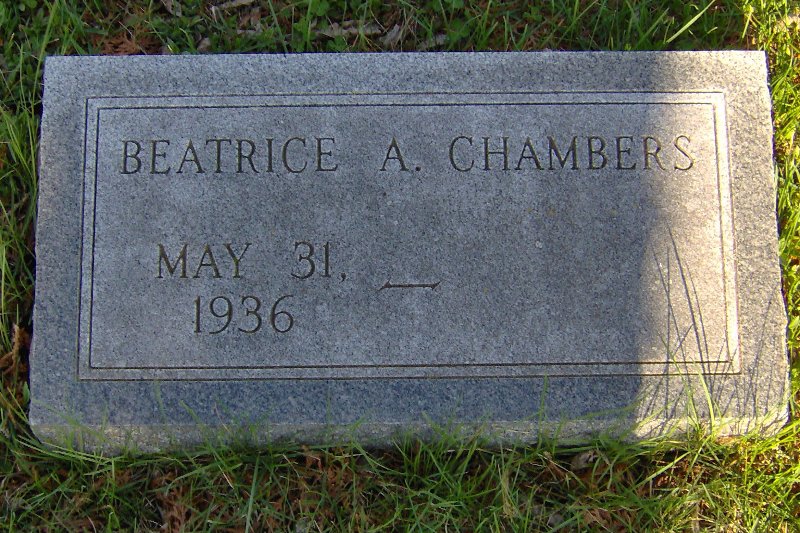 BEATRICE A. CHAMBERS
MAY 31, —
1936